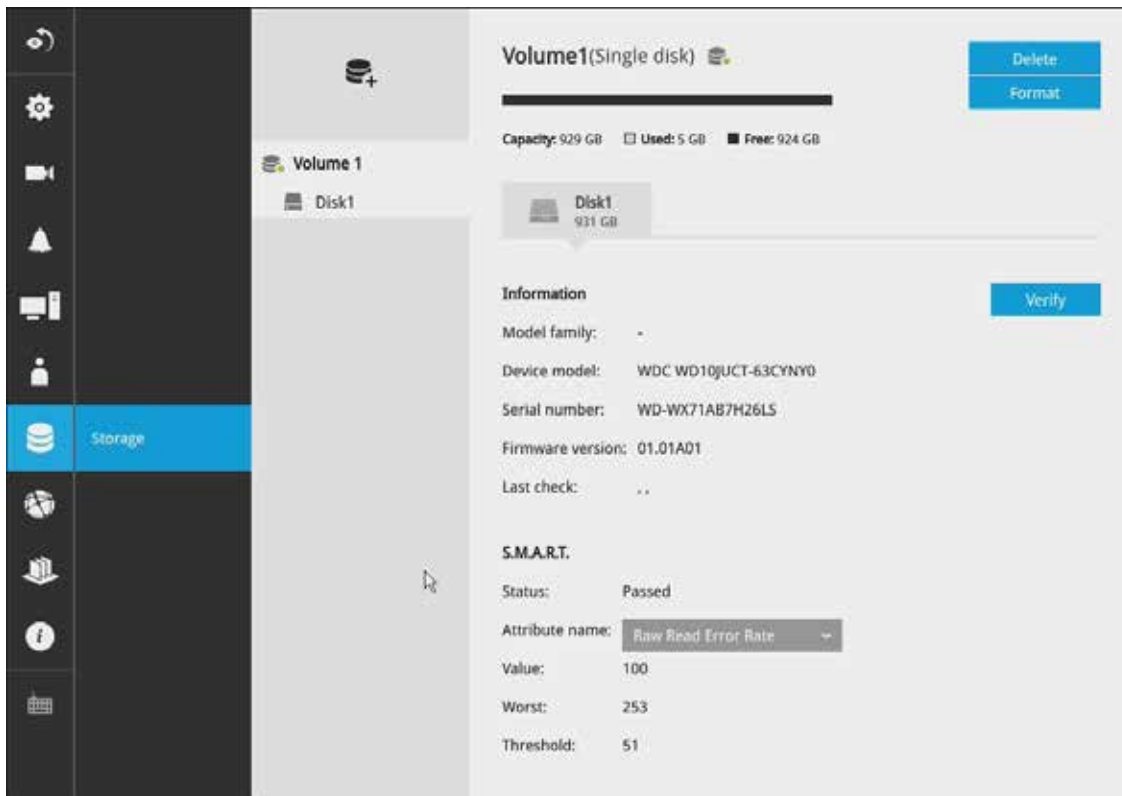 Volume1(Single disk)
Delete
Format
Capacity: 929 GB Used: 5 GB Free: 924 GB
Volume 1
Disk1
Disk1
931 GB
Information
Verify
Model family: -
Device model: WDC WD10JUCT-63CYNY0
Serial number: WD-WX71AB7H26LS
Storage
Firmware version: 01.01A01
Last check: , ,
S.M.A.R.T.
Status: Passed
Attribute name: Raw Read Error Rate
Value: 100
Worst: 253
Threshold: 51